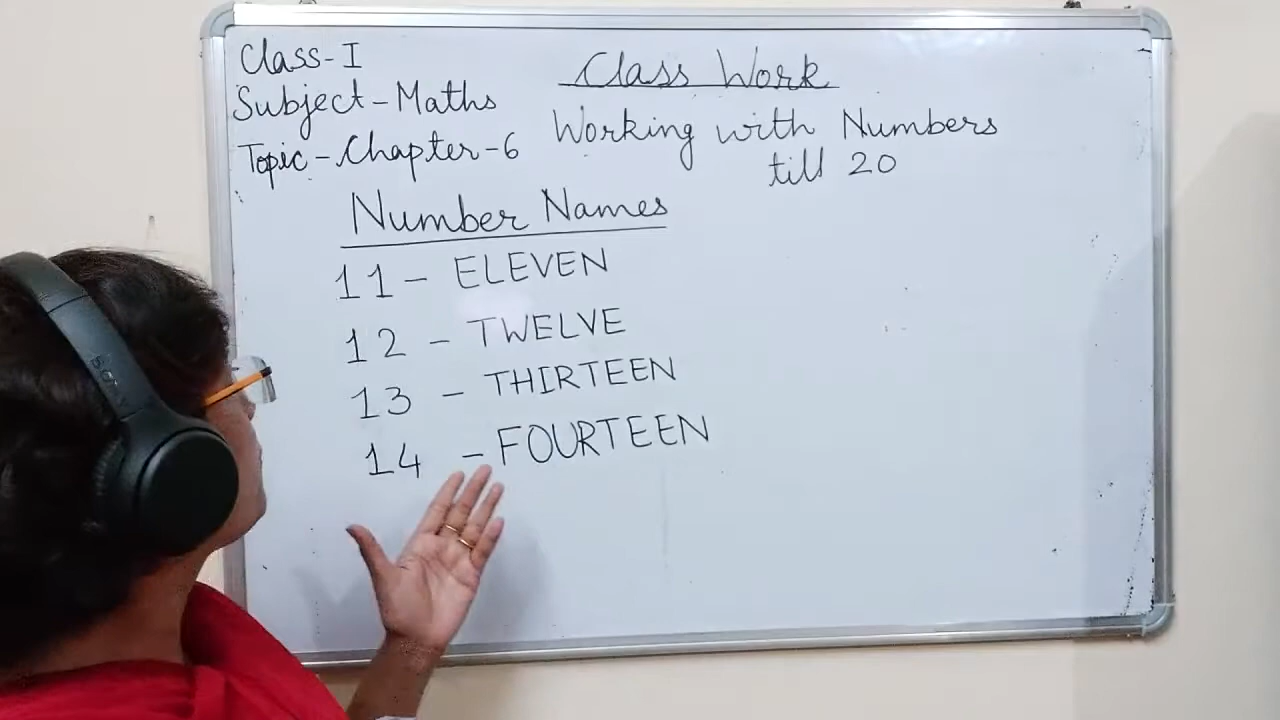 Class-I
Class Work
Subject-Maths
Topic-Chapter-6 Working with Numbers
till 20
Number Names
11- ELEVEN
12 - TWELVE
13 - THIRTEEN
14 - FOURTEEN
SONY